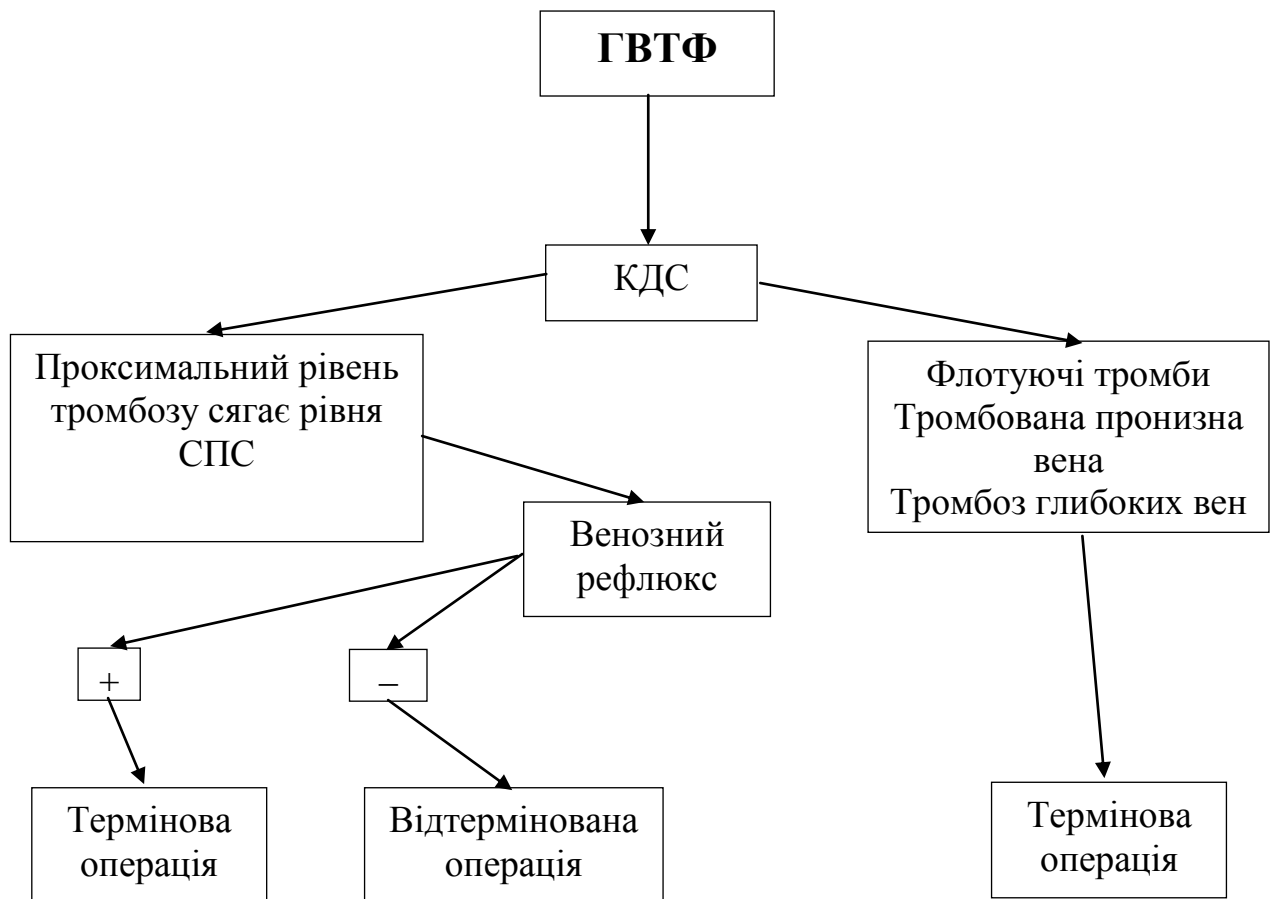 ГВТФ
КДС
Проксимальний рівень
тромбозу сягає рівня
СПС
Флотуючі тромби
Тромбована пронизна
вена
Тромбоз глибоких вен
Венозний
рефлюкс
+
–
Термінова
операція
Відтермінована
операція
Термінова
операція